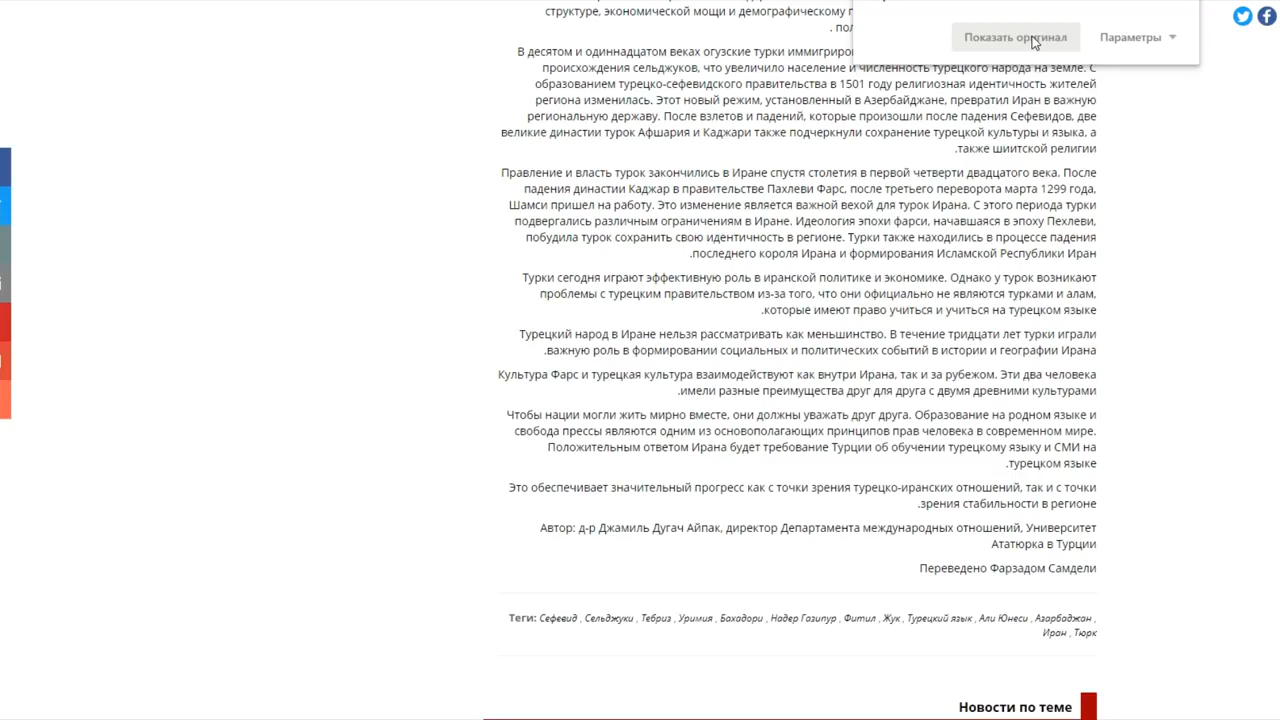 структуре, экономической мощи и демографическому
. пол
Показать оригинал
Параметры
В десятом и одиннадцатом веках огузские турки иммигриров
происхождения сельджуков, что увеличило население и численность турецкого народа на земле. С
образованием турецко-сефевидского правительства в 1501 году религиозная идентичность жителей
региона изменилась. Этот новый режим, установленный в Азербайджане, превратил Иран в важную
региональную державу. После взлетов и падений, которые произошли после падения Сефевидов, две
великие династии турок Афшария и Каджари также подчеркнули сохранение турецкой культуры и языка, а
.также шиитской религии
Правление и власть турок закончились в Иране спустя столетия в первой четверти двадцатого века. После
падения династии Каджар в правительстве Пахлеви Фарс, после третьего переворота марта 1299 года,
Шамси пришел на работу. Это изменение является важной вехой для турок Ирана. С этого периода турки
подвергались различным ограничениям в Иране. Идеология эпохи фарси, начавшаяся в эпоху Пехлеви,
побудила турок сохранить свою идентичность в регионе. Турки также находились в процессе падения
.последнего короля Ирана и формирования Исламской Республики Иран
Турки сегодня играют эффективную роль в иранской политике и экономике. Однако у турок возникают
проблемы с турецким правительством из-за того, что они официально не являются турками и алам,
.которые имеют право учиться и учиться на турецком языке
Турецкий народ в Иране нельзя рассматривать как меньшинство. В течение тридцати лет турки играли
.важную роль в формировании социальных и политических событий в истории и географии Ирана
Культура Фарс и турецкая культура взаимодействуют как внутри Ирана, так и за рубежом. Эти два человека
.имели разные преимущества друг для друга с двумя древними культурами
Чтобы нации могли жить мирно вместе, они должны уважать друг друга. Образование на родном языке и
свобода прессы являются одним из основополагающих принципов прав человека в современном мире.
Положительным ответом Ирана будет требование Турции об обучении турецкому языку и СМИ на
.турецком языке
Это обеспечивает значительный прогресс как с точки зрения турецко-иранских отношений, так и с точки
.зрения стабильности в регионе
Автор: д-р Джамиль Дугач Айпак, директор Департамента международных отношений, Университет
Ататюрка в Турции
Переведено Фарзадом Самдели
Теги: Сефевид , Сельджуки , Тебриз , Уримия , Бахадори , Надер Газипур , Фитил , Жук , Турецкий язык , Али Юнеси , Азарбаджан ,
Иран , Тюрк
Новости по теме